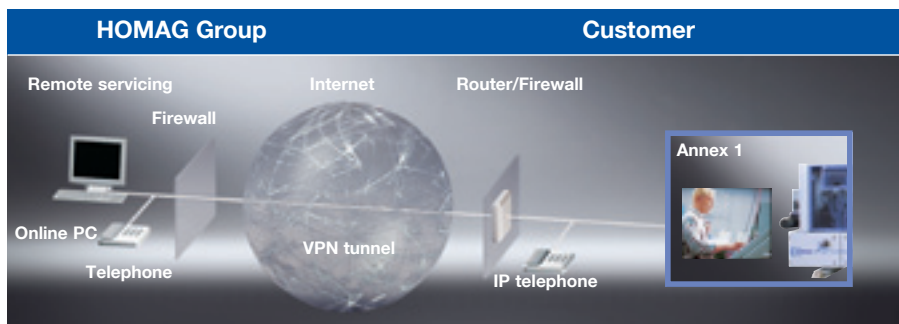 HOMAG Group
Customer
Remote servicing
Internet
Router/Firewall
Firewall
Annex 1
Online PC
VPN tunnel
Telephone
IP telephone